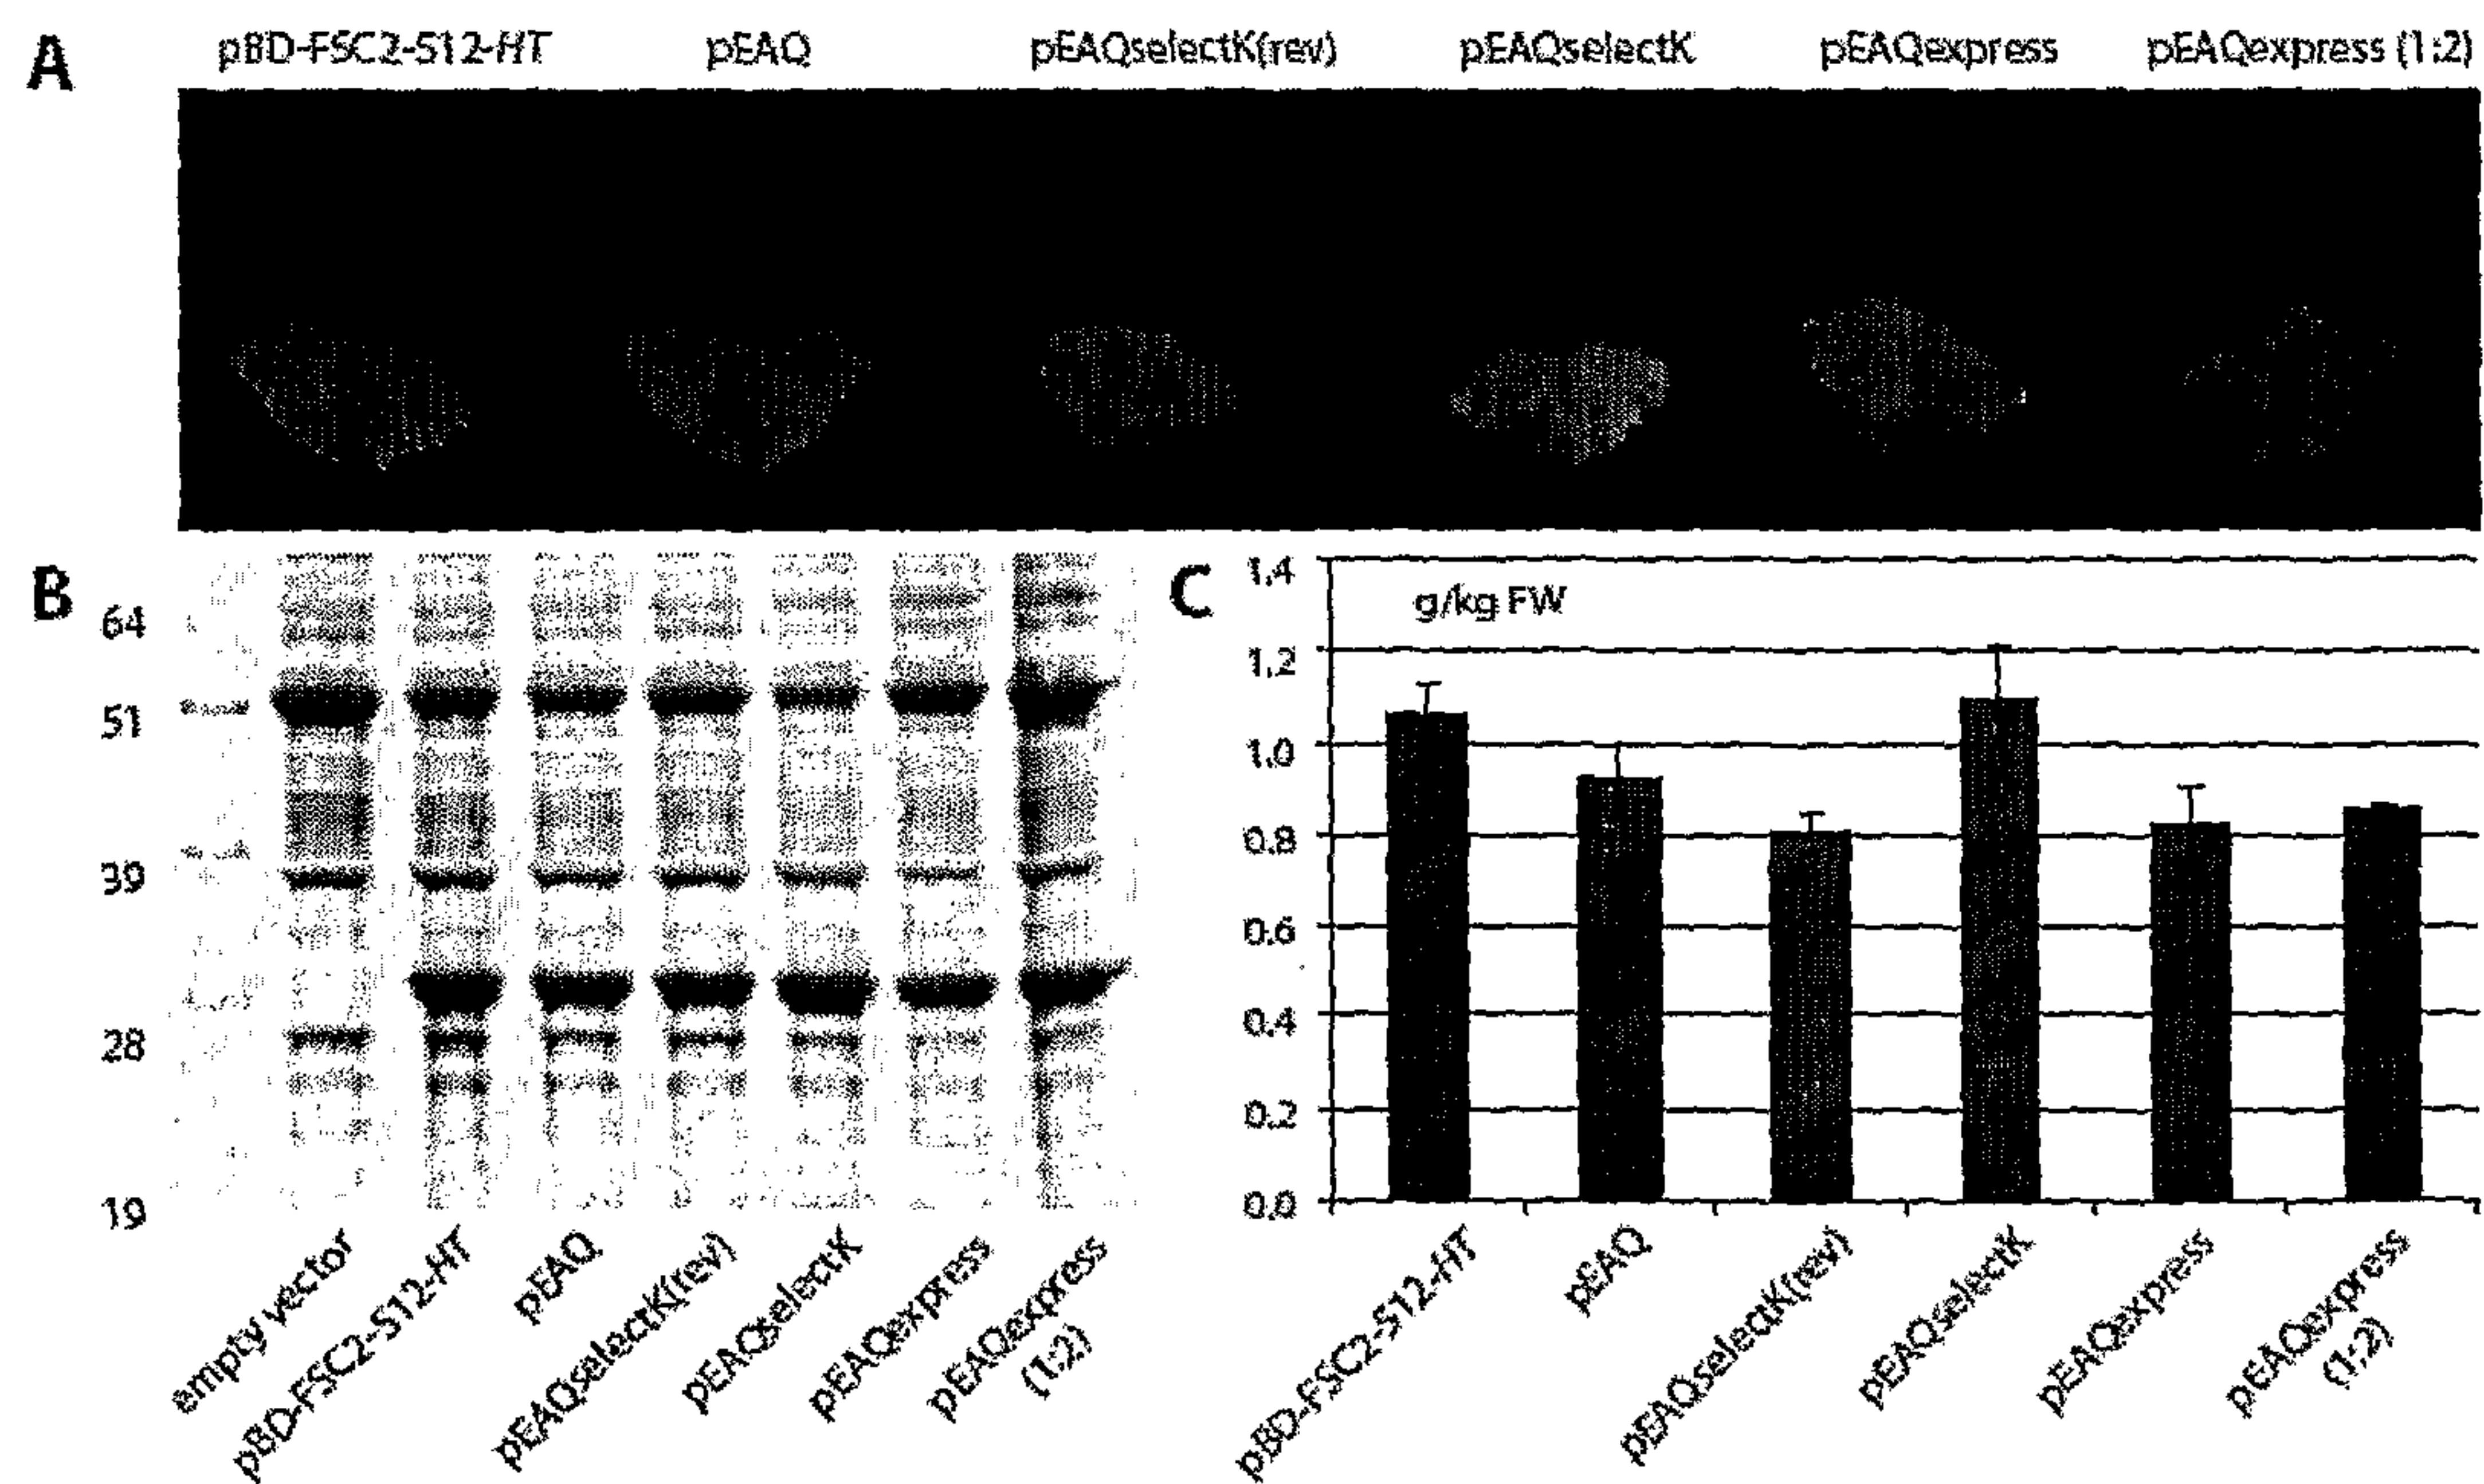 A
pBD-FSC2-S12-HT pEAQ pEAQselectK(rev) pEAQselectK pEAQexpress pEAQexpress (1:2)
B
64
51
39
28
19
empty vector
pBD-FSC2-S12-HT
pEAQ
pEAQselectK(rev)
pEAQselectK
pEAQexpress
pEAQexpress
(1:2)
C
g/kg FW
1.4
1.2
1.0
0.8
0.6
0.4
0.2
0.0
pBD-FSC2-S12-HT
pEAQ
pEAQselectK(rev)
pEAQselectK
pEAQexpress
pEAQexpress
(1:2)